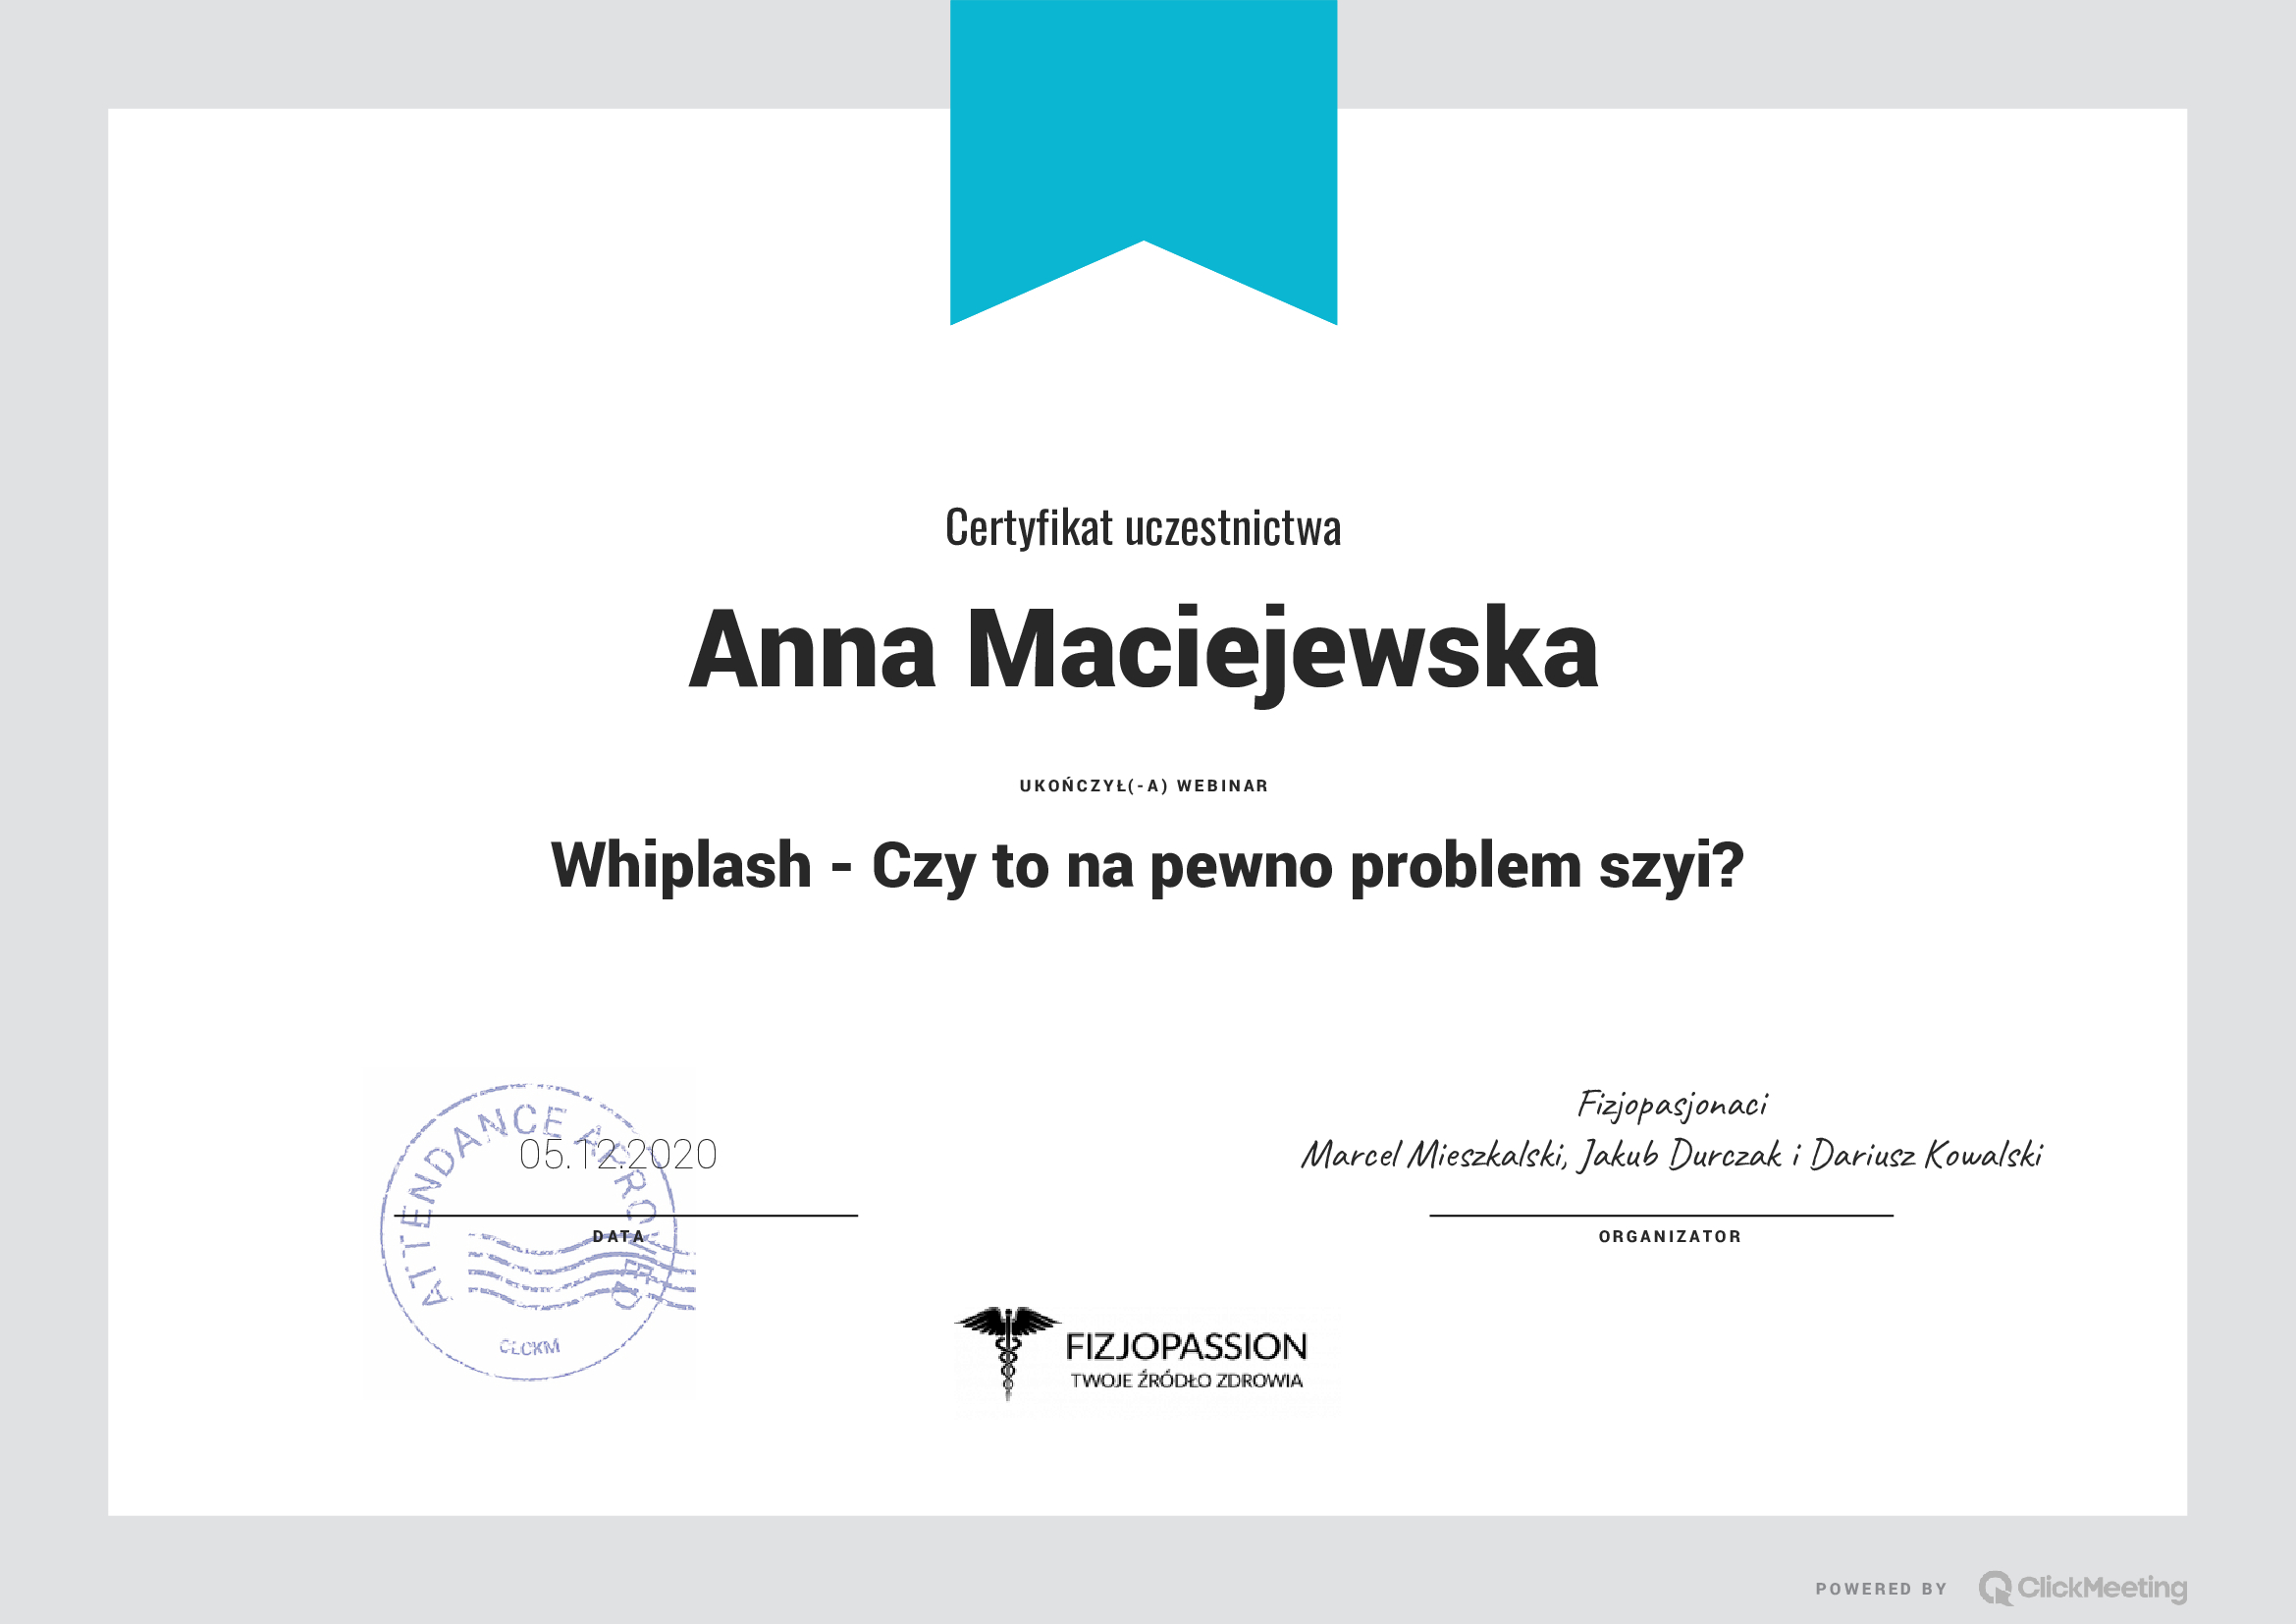 Certyfikat uczestnictwa
Anna Maciejewska
UKOŃCZYŁ(-A) WEBINAR
Whiplash - Czy to na pewno problem szyi?
ATTENDANCE APPROVED
05.12.2020
DATA
CLCKM
Fizjopasjonaci
Marcel Mieszkalski, Jakub Durczak i Dariusz Kowalski
ORGANIZATOR
FIZJOPASSION
TWOJE ŹRÓDŁO ZDROWIA
POWERED BY ClickMeeting